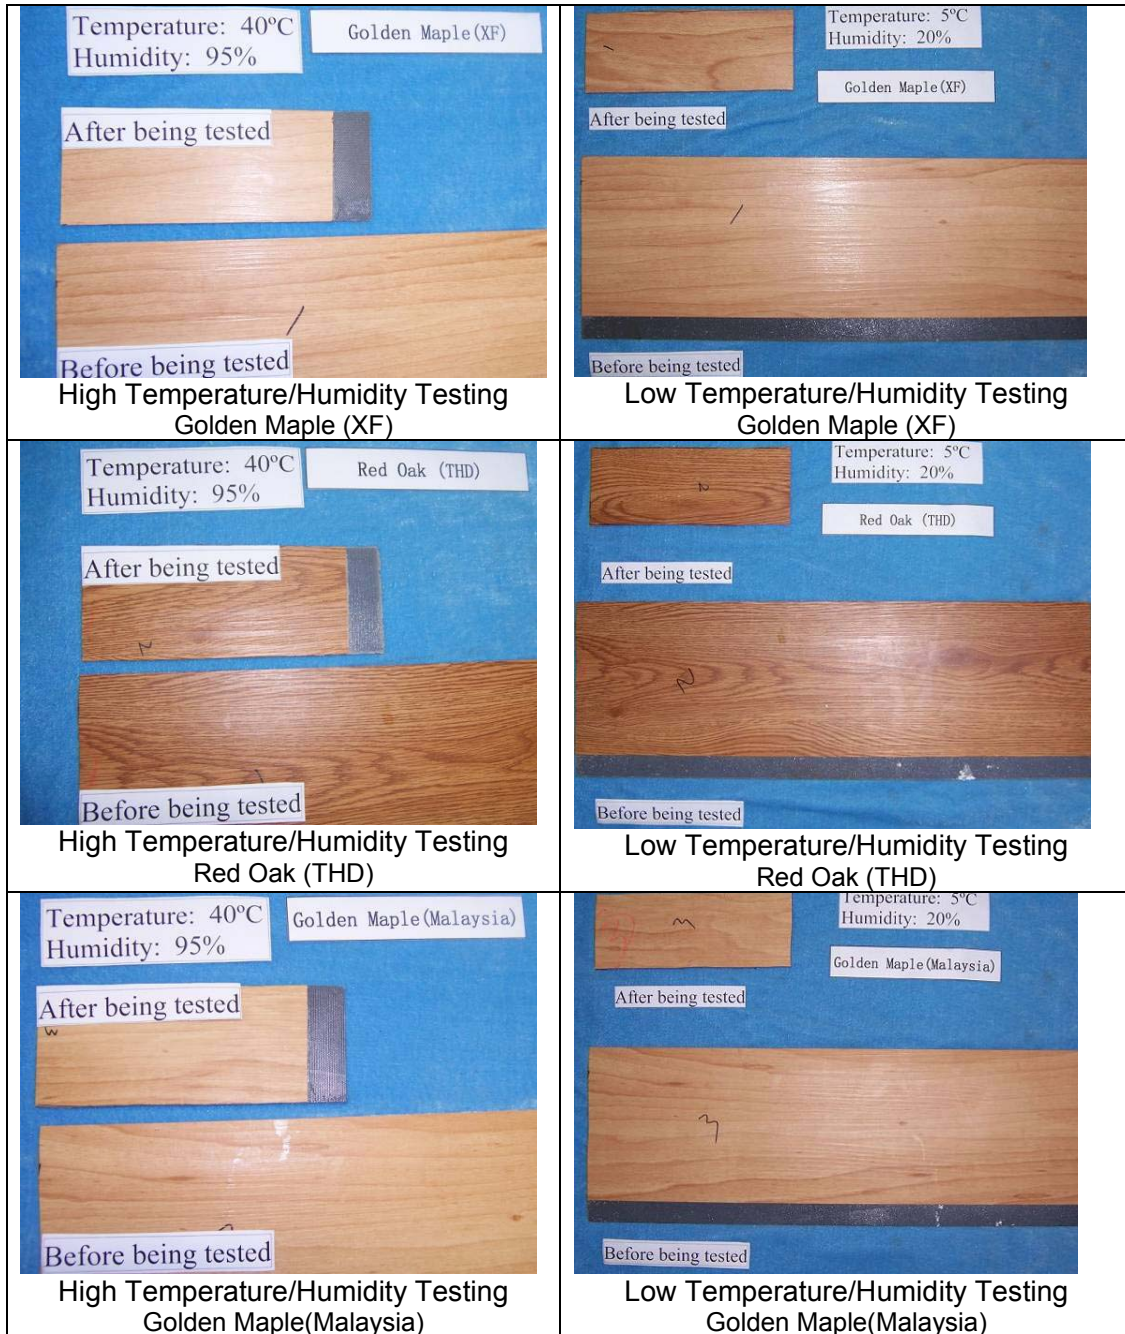 Temperature: 40ºC
Humidity: 95%
Golden Maple(XF)
After being tested
Before being tested
High Temperature/Humidity Testing
Golden Maple (XF)
Temperature: 5ºC
Humidity: 20%
Golden Maple(XF)
After being tested
Before being tested
Low Temperature/Humidity Testing
Golden Maple (XF)
Temperature: 40ºC
Humidity: 95%
Red Oak (THD)
After being tested
N
Before being tested
High Temperature/Humidity Testing
Red Oak (THD)
Temperature: 5ºC
Humidity: 20%
2
Red Oak (THD)
After being tested
2
Before being tested
Low Temperature/Humidity Testing
Red Oak (THD)
Temperature: 40ºC
Humidity: 95%
Golden Maple(Malaysia)
After being tested
3
Before being tested
High Temperature/Humidity Testing
Golden Maple(Malaysia)
Temperature: 5ºC
Humidity: 20%
3
Golden Maple(Malaysia)
After being tested
3
Before being tested
Low Temperature/Humidity Testing
Golden Maple(Malaysia)